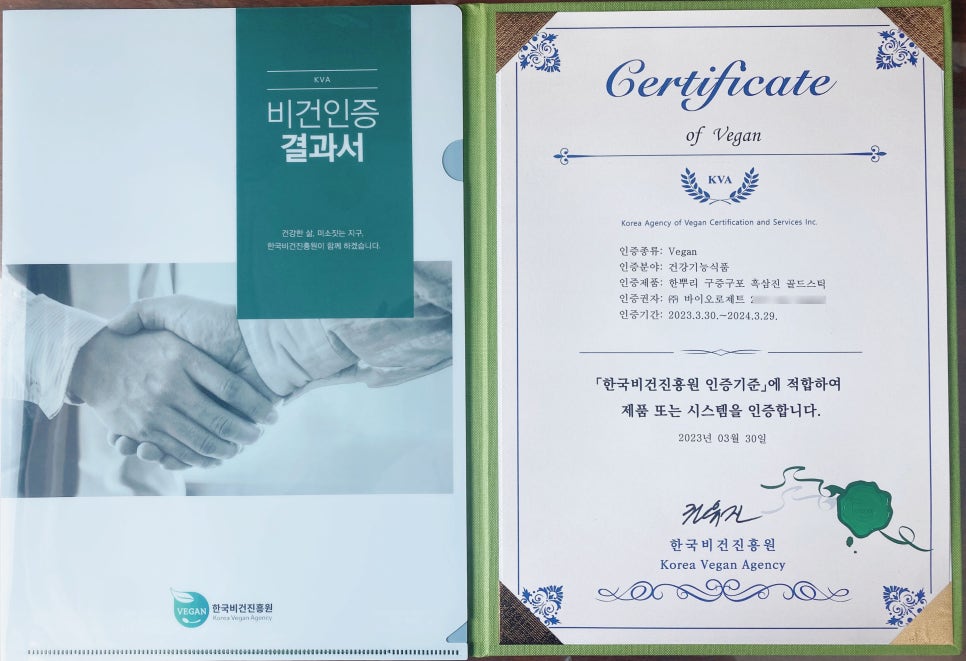 KVA
비건인증
결과서
건강한 삶, 미소짓는 지구,
한국비건진흥원이 함께 하겠습니다.
VEGAN
한국비건진흥원
Korea Vegan Agency
Certificate
of Vegan
KVA
Korea Agency of Vegan Certification and Services Inc.
인증종류: Vegan
인증분야: 건강기능식품
인증제품: 한뿌리 구증구포 흑삼진 골드스틱
인증권자: ㈜ 바이오로제트
인증기간: 2023.3.30.~2024.3.29.
「한국비건진흥원 인증기준」에 적합하여
제품 또는 시스템을 인증합니다.
2023년 03월 30일
한국비건진흥원
Korea Vegan Agency